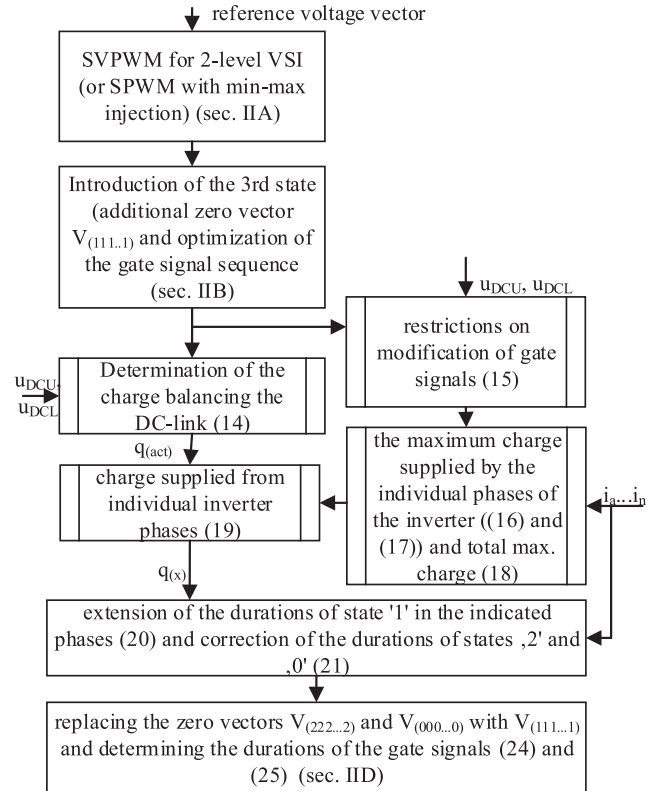 reference voltage vector
SVPWM for 2-level VSI
(or SPWM with min-max
injection) (sec. IIA)
Introduction of the 3rd state
(additional zero vector
V(111..1) and optimization of
the gate signal sequence
(sec. IIB)
uDCU, uDCL
restrictions on
modification of gate
signals (15)
uDCU,
uDCL
Determination of the
charge balancing the
DC-link (14)
q(act)
the maximum charge
supplied by the
individual phases of
the inverter ((16) and
(17)) and total max.
charge (18)
ia...in
charge supplied from
individual inverter
phases (19)
q(x)
extension of the durations of state '1' in the indicated
phases (20) and correction of the durations of states ,2' and
,0' (21)
replacing the zero vectors V(222...2) and V(000...0) with V(111...1)
and determining the durations of the gate signals (24) and
(25) (sec. IID)